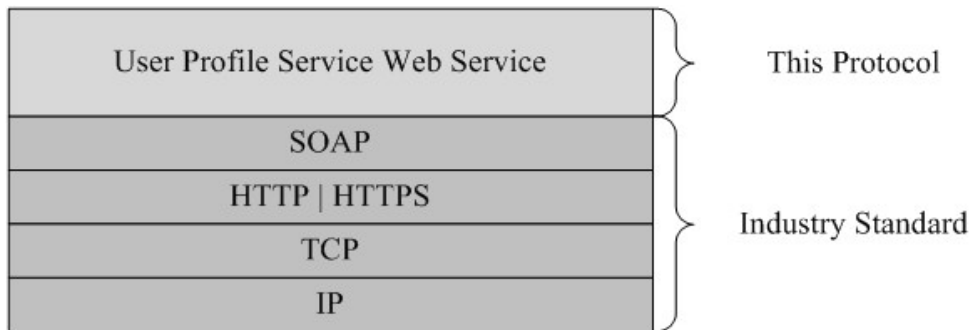 User Profile Service Web Service
This Protocol
SOAP
HTTP | HTTPS
TCP
IP
Industry Standard